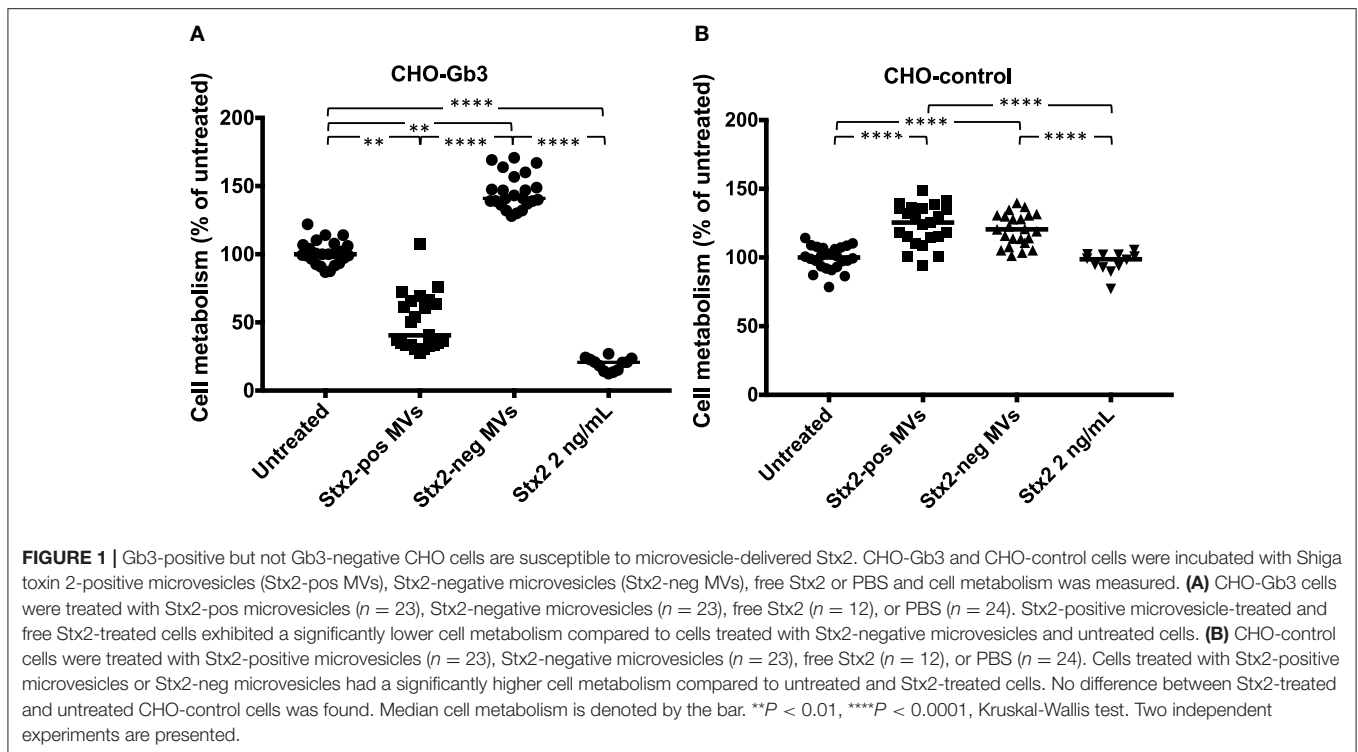 A
CHO-Gb3
Cell metabolism (% of untreated)
200
150
100
50
0
****
**
** **** ****
Untreated
Stx2-pos MVs
Stx2-neg MVs
Stx2 2 ng/mL
B
CHO-control
Cell metabolism (% of untreated)
200
150
100
50
0
**** ****
**** ****
Untreated
Stx2-pos MVs
Stx2-neg MVs
Stx2 2 ng/mL
FIGURE 1 | Gb3-positive but not Gb3-negative CHO cells are susceptible to microvesicle-delivered Stx2. CHO-Gb3 and CHO-control cells were incubated with Shiga
toxin 2-positive microvesicles (Stx2-pos MVs), Stx2-negative microvesicles (Stx2-neg MVs), free Stx2 or PBS and cell metabolism was measured. (A) CHO-Gb3 cells
were treated with Stx2-pos microvesicles (n = 23), Stx2-negative microvesicles (n = 23), free Stx2 (n = 12), or PBS (n = 24). Stx2-positive microvesicle-treated and
free Stx2-treated cells exhibited a significantly lower cell metabolism compared to cells treated with Stx2-negative microvesicles and untreated cells. (B) CHO-control
cells were treated with Stx2-positive microvesicles (n = 23), Stx2-negative microvesicles (n = 23), free Stx2 (n = 12), or PBS (n = 24). Cells treated with Stx2-positive
microvesicles or Stx2-neg microvesicles had a significantly higher cell metabolism compared to untreated and Stx2-treated cells. No difference between Stx2-treated
and untreated CHO-control cells was found. Median cell metabolism is denoted by the bar. **P < 0.01, ****P < 0.0001, Kruskal-Wallis test. Two independent
experiments are presented.